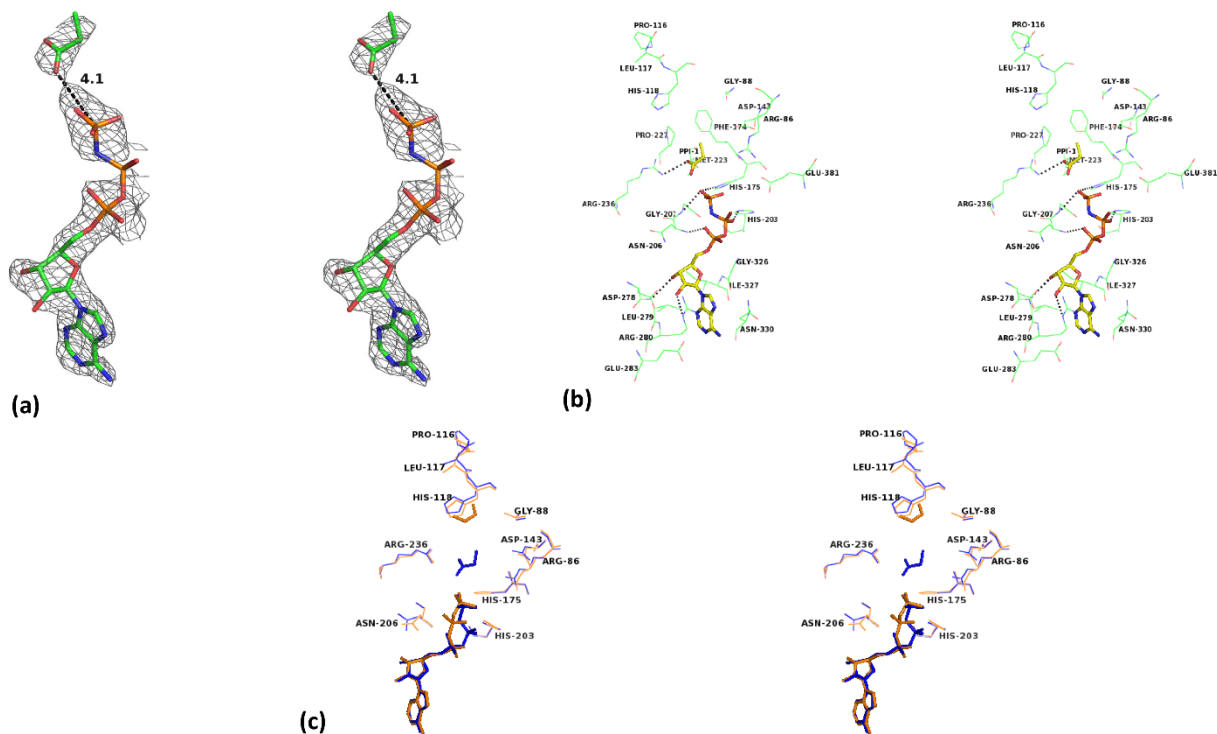 4.1
4.1
(a)
PRO-116
LEU-117
HIS-118
GLY-88
ASP-143
ARG-86
PRO-227
PHE-174
PPI-1
MET-223
GLU-381
HIS-175
ARG-236
GLY-207
HIS-203
ASN-206
GLY-326
ILE-327
ASP-278
LEU-279
ARG-280
ASN-330
GLU-283
PRO-116
LEU-117
HIS-118
GLY-88
ASP-143
ARG-86
PRO-227
PHE-174
PPI-1
MET-223
GLU-381
HIS-175
ARG-236
GLY-207
HIS-203
ASN-206
GLY-326
ILE-327
ASP-278
LEU-279
ARG-280
ASN-330
GLU-283
(b)
PRO-116
LEU-117
HIS-118
GLY-88
ARG-236
ASP-143
ARG-86
HIS-175
ASN-206
HIS-203
PRO-116
LEU-117
HIS-118
GLY-88
ARG-236
ASP-143
ARG-86
HIS-175
ASN-206
HIS-203
(c)